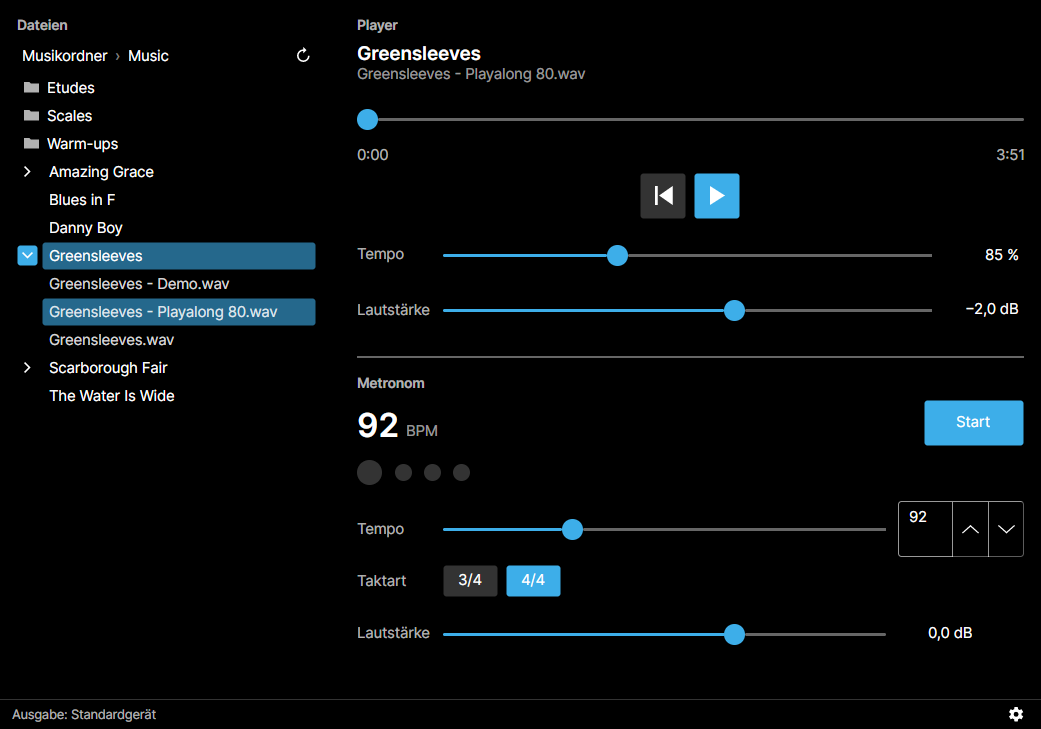 Dateien
Musikordner › Music
Etudes
Scales
Warm-ups
Amazing Grace
Blues in F
Danny Boy
Greensleeves
Greensleeves - Demo.wav
Greensleeves - Playalong 80.wav
Greensleeves.wav
Scarborough Fair
The Water Is Wide
Player
Greensleeves
Greensleeves - Playalong 80.wav
0:00 3:51
Tempo 85 %
Lautstärke −2,0 dB
Metronom
92 BPM
Start
Tempo 92
Taktart 3/4 4/4
Lautstärke 0,0 dB
Ausgabe: Standardgerät